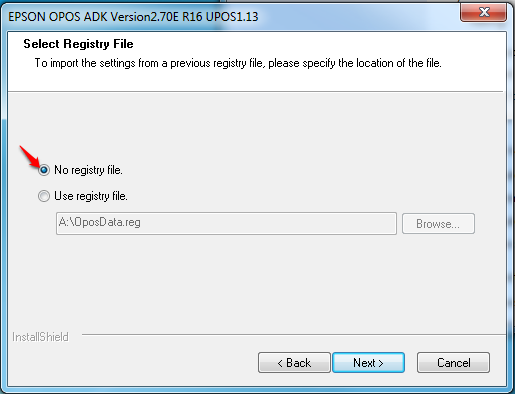 EPSON OPOS ADK Version2.70E R16 UPOS1.13
Select Registry File
To import the settings from a previous registry file, please specify the location of the file.
No registry file.
Use registry file.
A:\OposData.reg
Browse...
InstallShield
< Back
Next >
Cancel